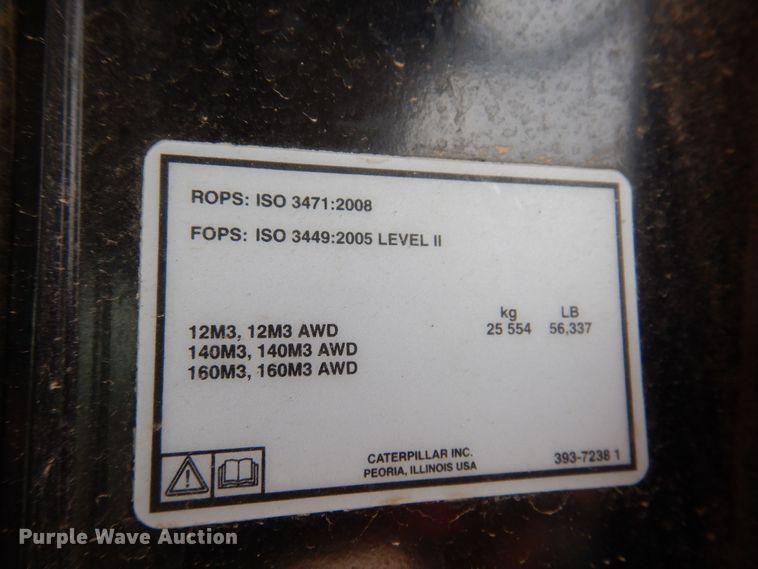 ROPS: ISO 3471:2008
FOPS: ISO 3449:2005 LEVEL II
kg LB
12M3, 12M3 AWD 25 554 56,337
140M3, 140M3 AWD
160M3, 160M3 AWD
CATERPILLAR INC.
PEORIA, ILLINOIS USA
393-7238 1
Purple Wave Auction